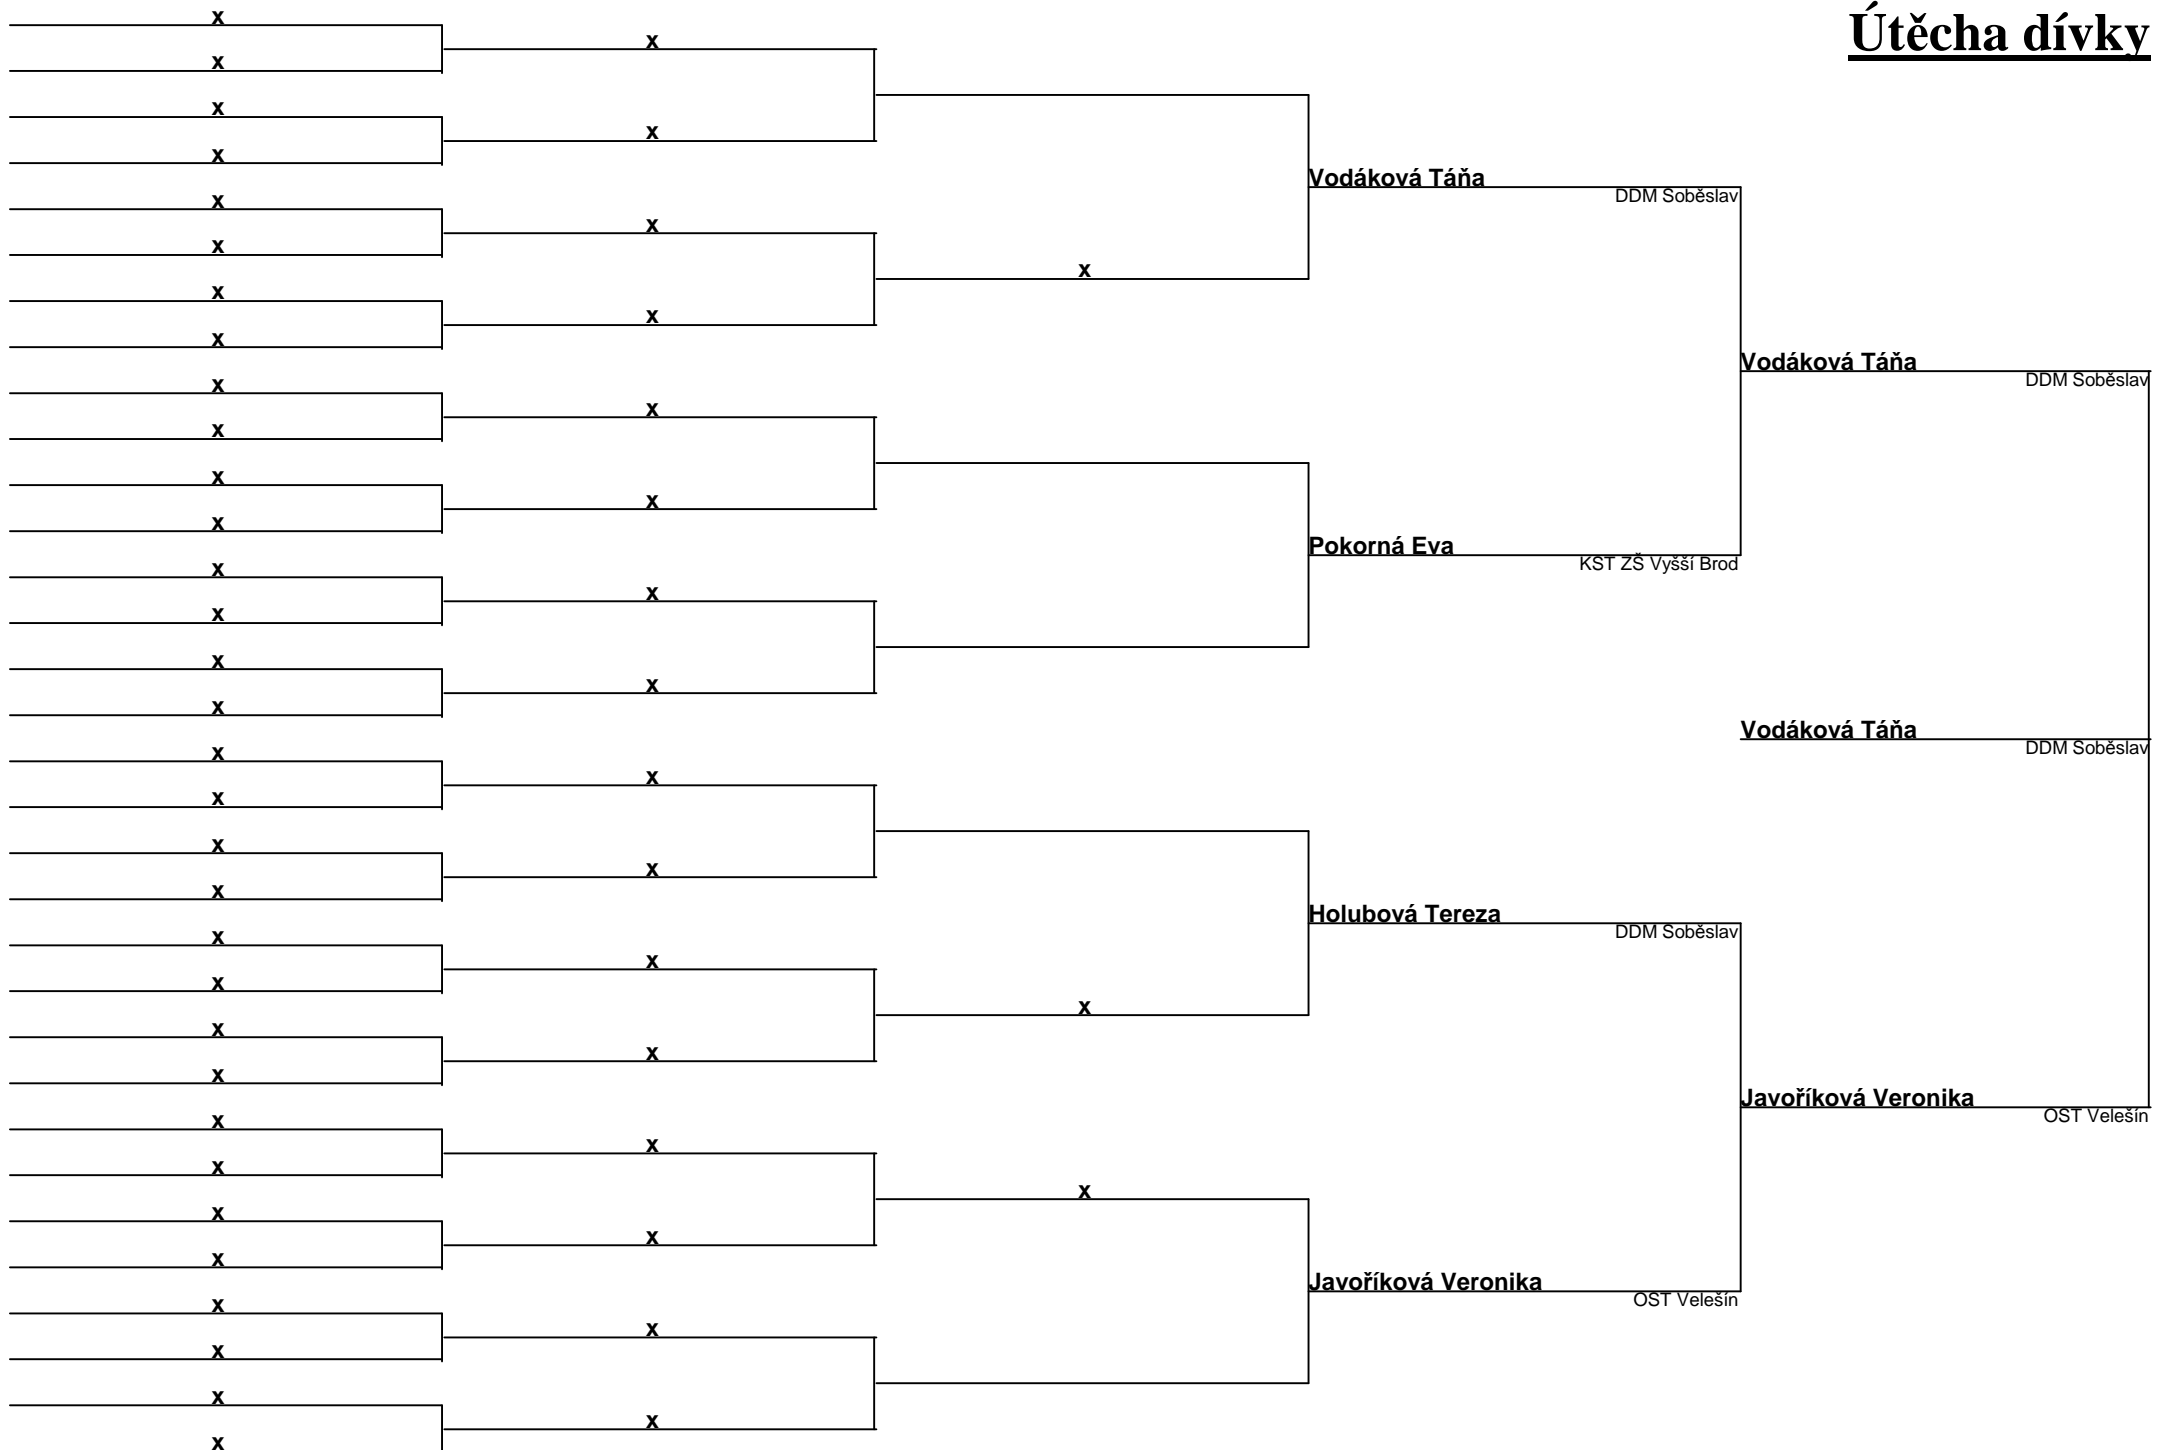 x
Útěcha dívky
x
x
x
x
x
Vodáková Táňa
DDM Soběslav
x
x
x
x
x
x
x
Vodáková Táňa
DDM Soběslav
x
x
x
x
x
x
Pokorná Eva
KST ZŠ Vyšší Brod
x
x
x
x
x
x
Vodáková Táňa
DDM Soběslav
x
x
x
x
x
x
Holubová Tereza
DDM Soběslav
x
x
x
x
x
x
x
Javoříková Veronika
OST Velešín
x
x
x
x
x
x
x
Javoříková Veronika
OST Velešín
x
x
x
x
x
x